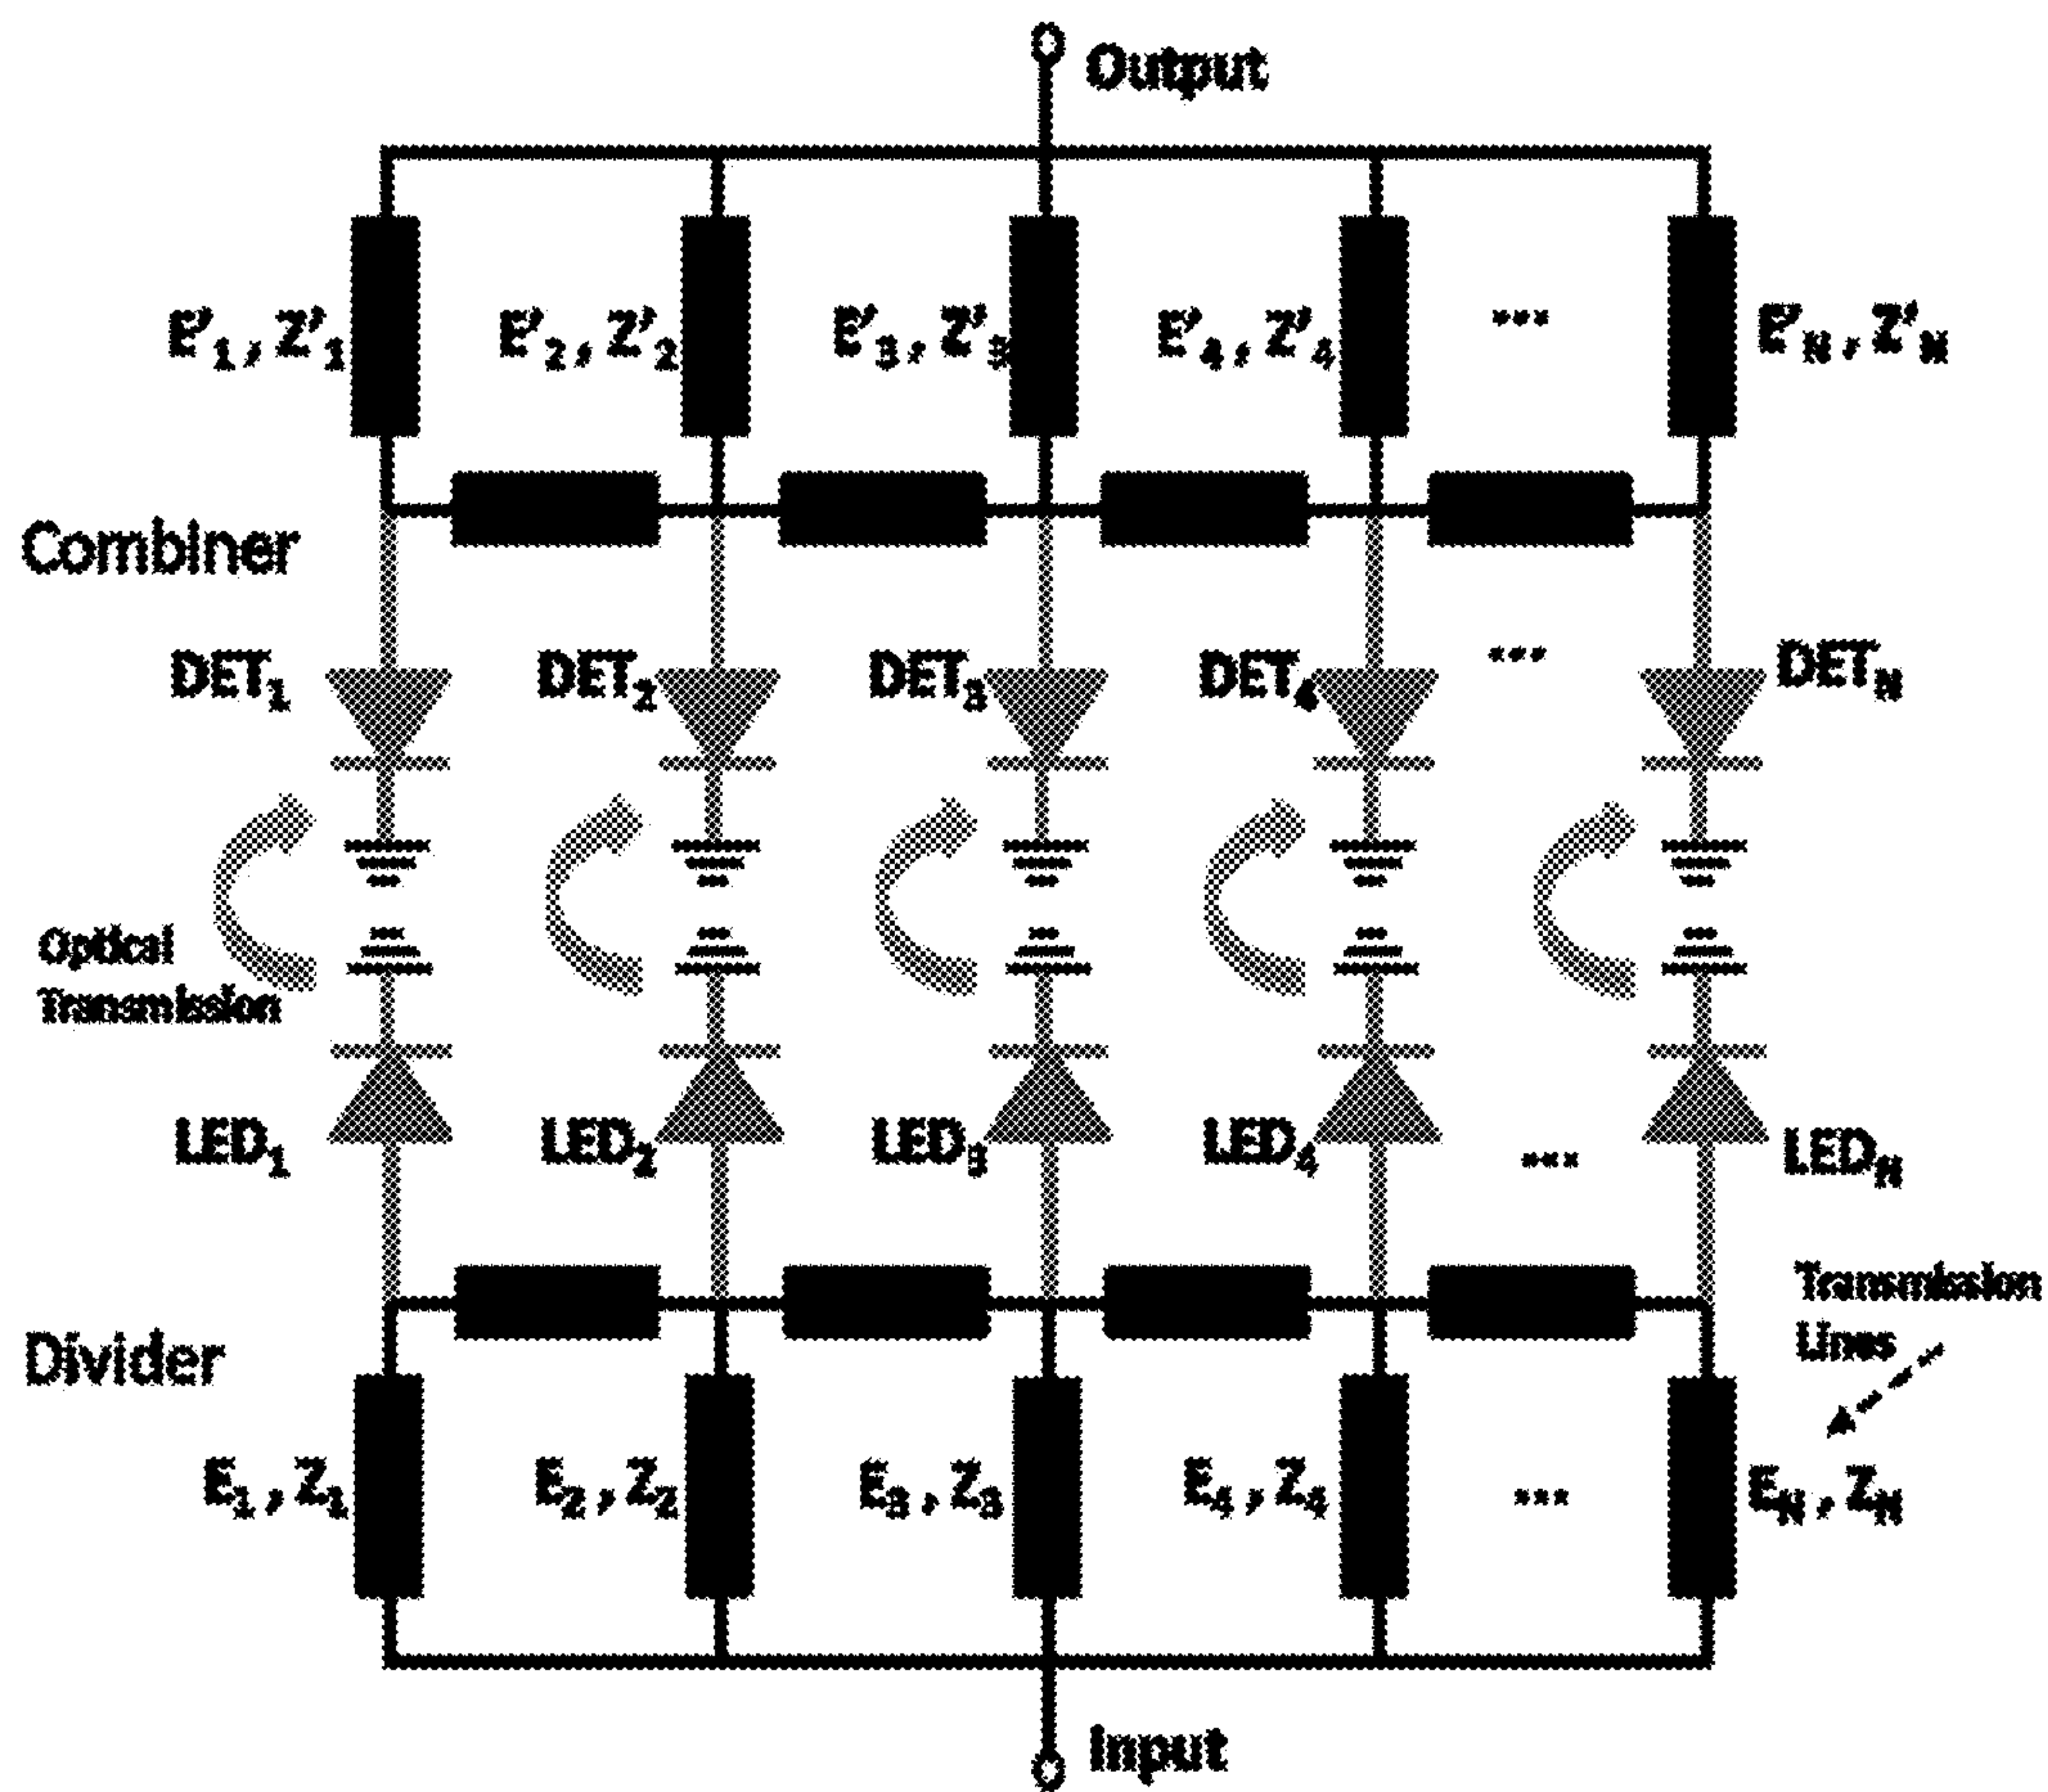 Output
E'₁, Z'₁ E'₂, Z'₂ E'₃, Z'₃ E'₄, Z'₄ ... E'N, Z'N
Combiner
DET₁ DET₂ DET₃ DET₄ ... DETN
Optical
Transmission
LED₁ LED₂ LED₃ LED₄ ... LEDN
Transmission
Lines
Divider
E₁, Z₁ E₂, Z₂ E₃, Z₃ E₄, Z₄ ... EN, ZN
Input